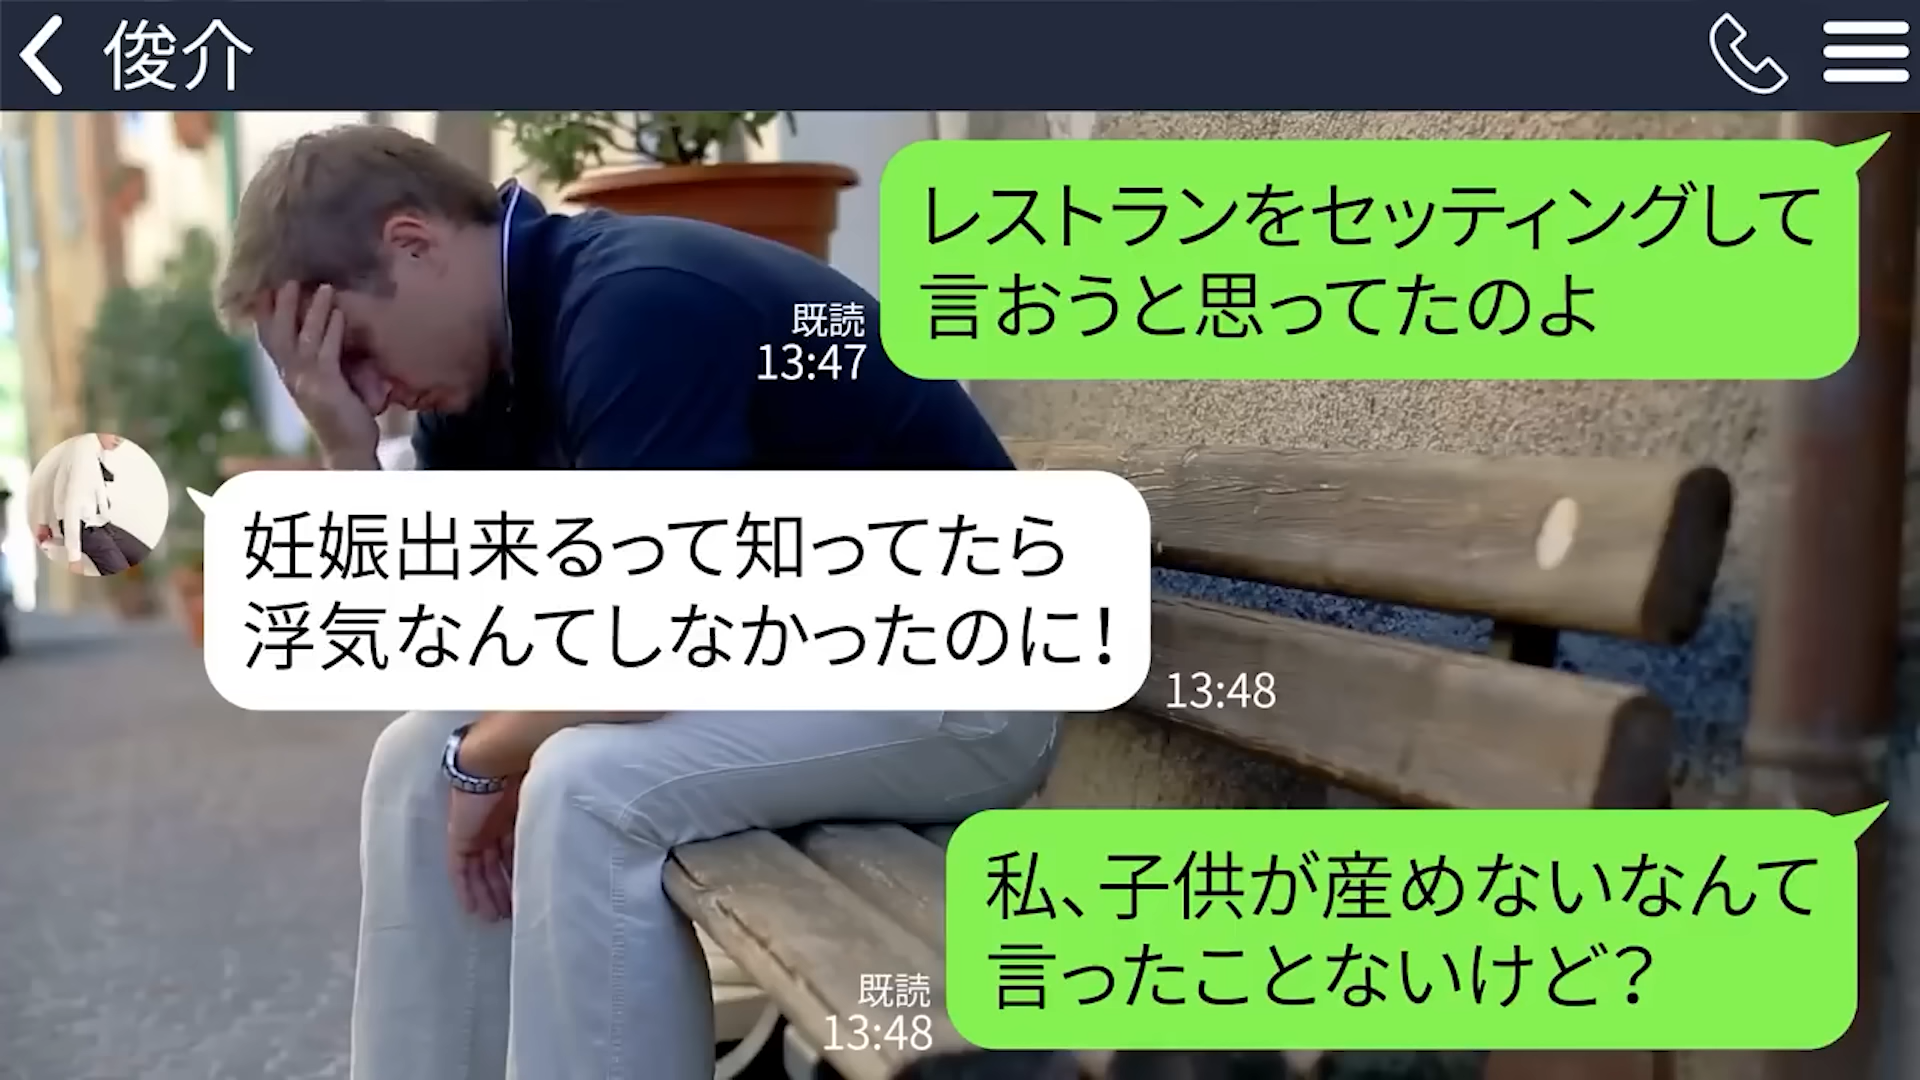 俊介
レストランをセッティングして
言おうと思ってたのよ
既読
13:47
妊娠出来るって知ってたら
浮気なんてしなかったのに!
13:48
私、子供が産めないなんて
言ったことないけど?
既読
13:48